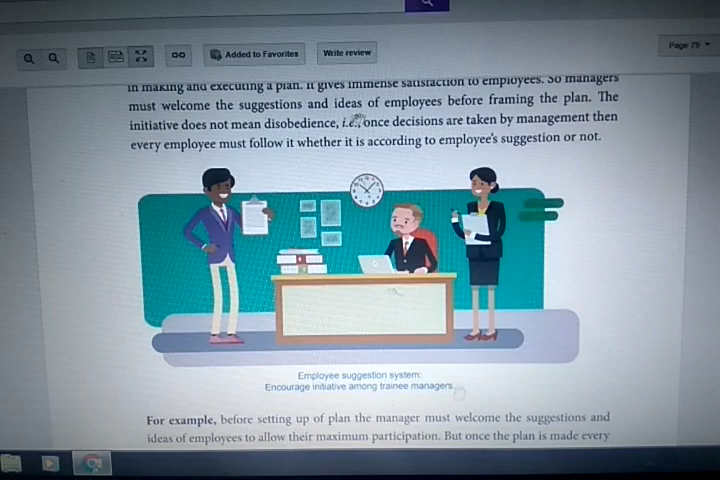 Added to Favorites
Write review
Page 79
in making and executing a plan. It gives immense satisfaction to employees. So managers
must welcome the suggestions and ideas of employees before framing the plan. The
initiative does not mean disobedience, i.e., once decisions are taken by management then
every employee must follow it whether it is according to employee's suggestion or not.
Employee suggestion system:
Encourage initiative among trainee managers.
For example, before setting up of plan the manager must welcome the suggestions and
ideas of employees to allow their maximum participation. But once the plan is made every